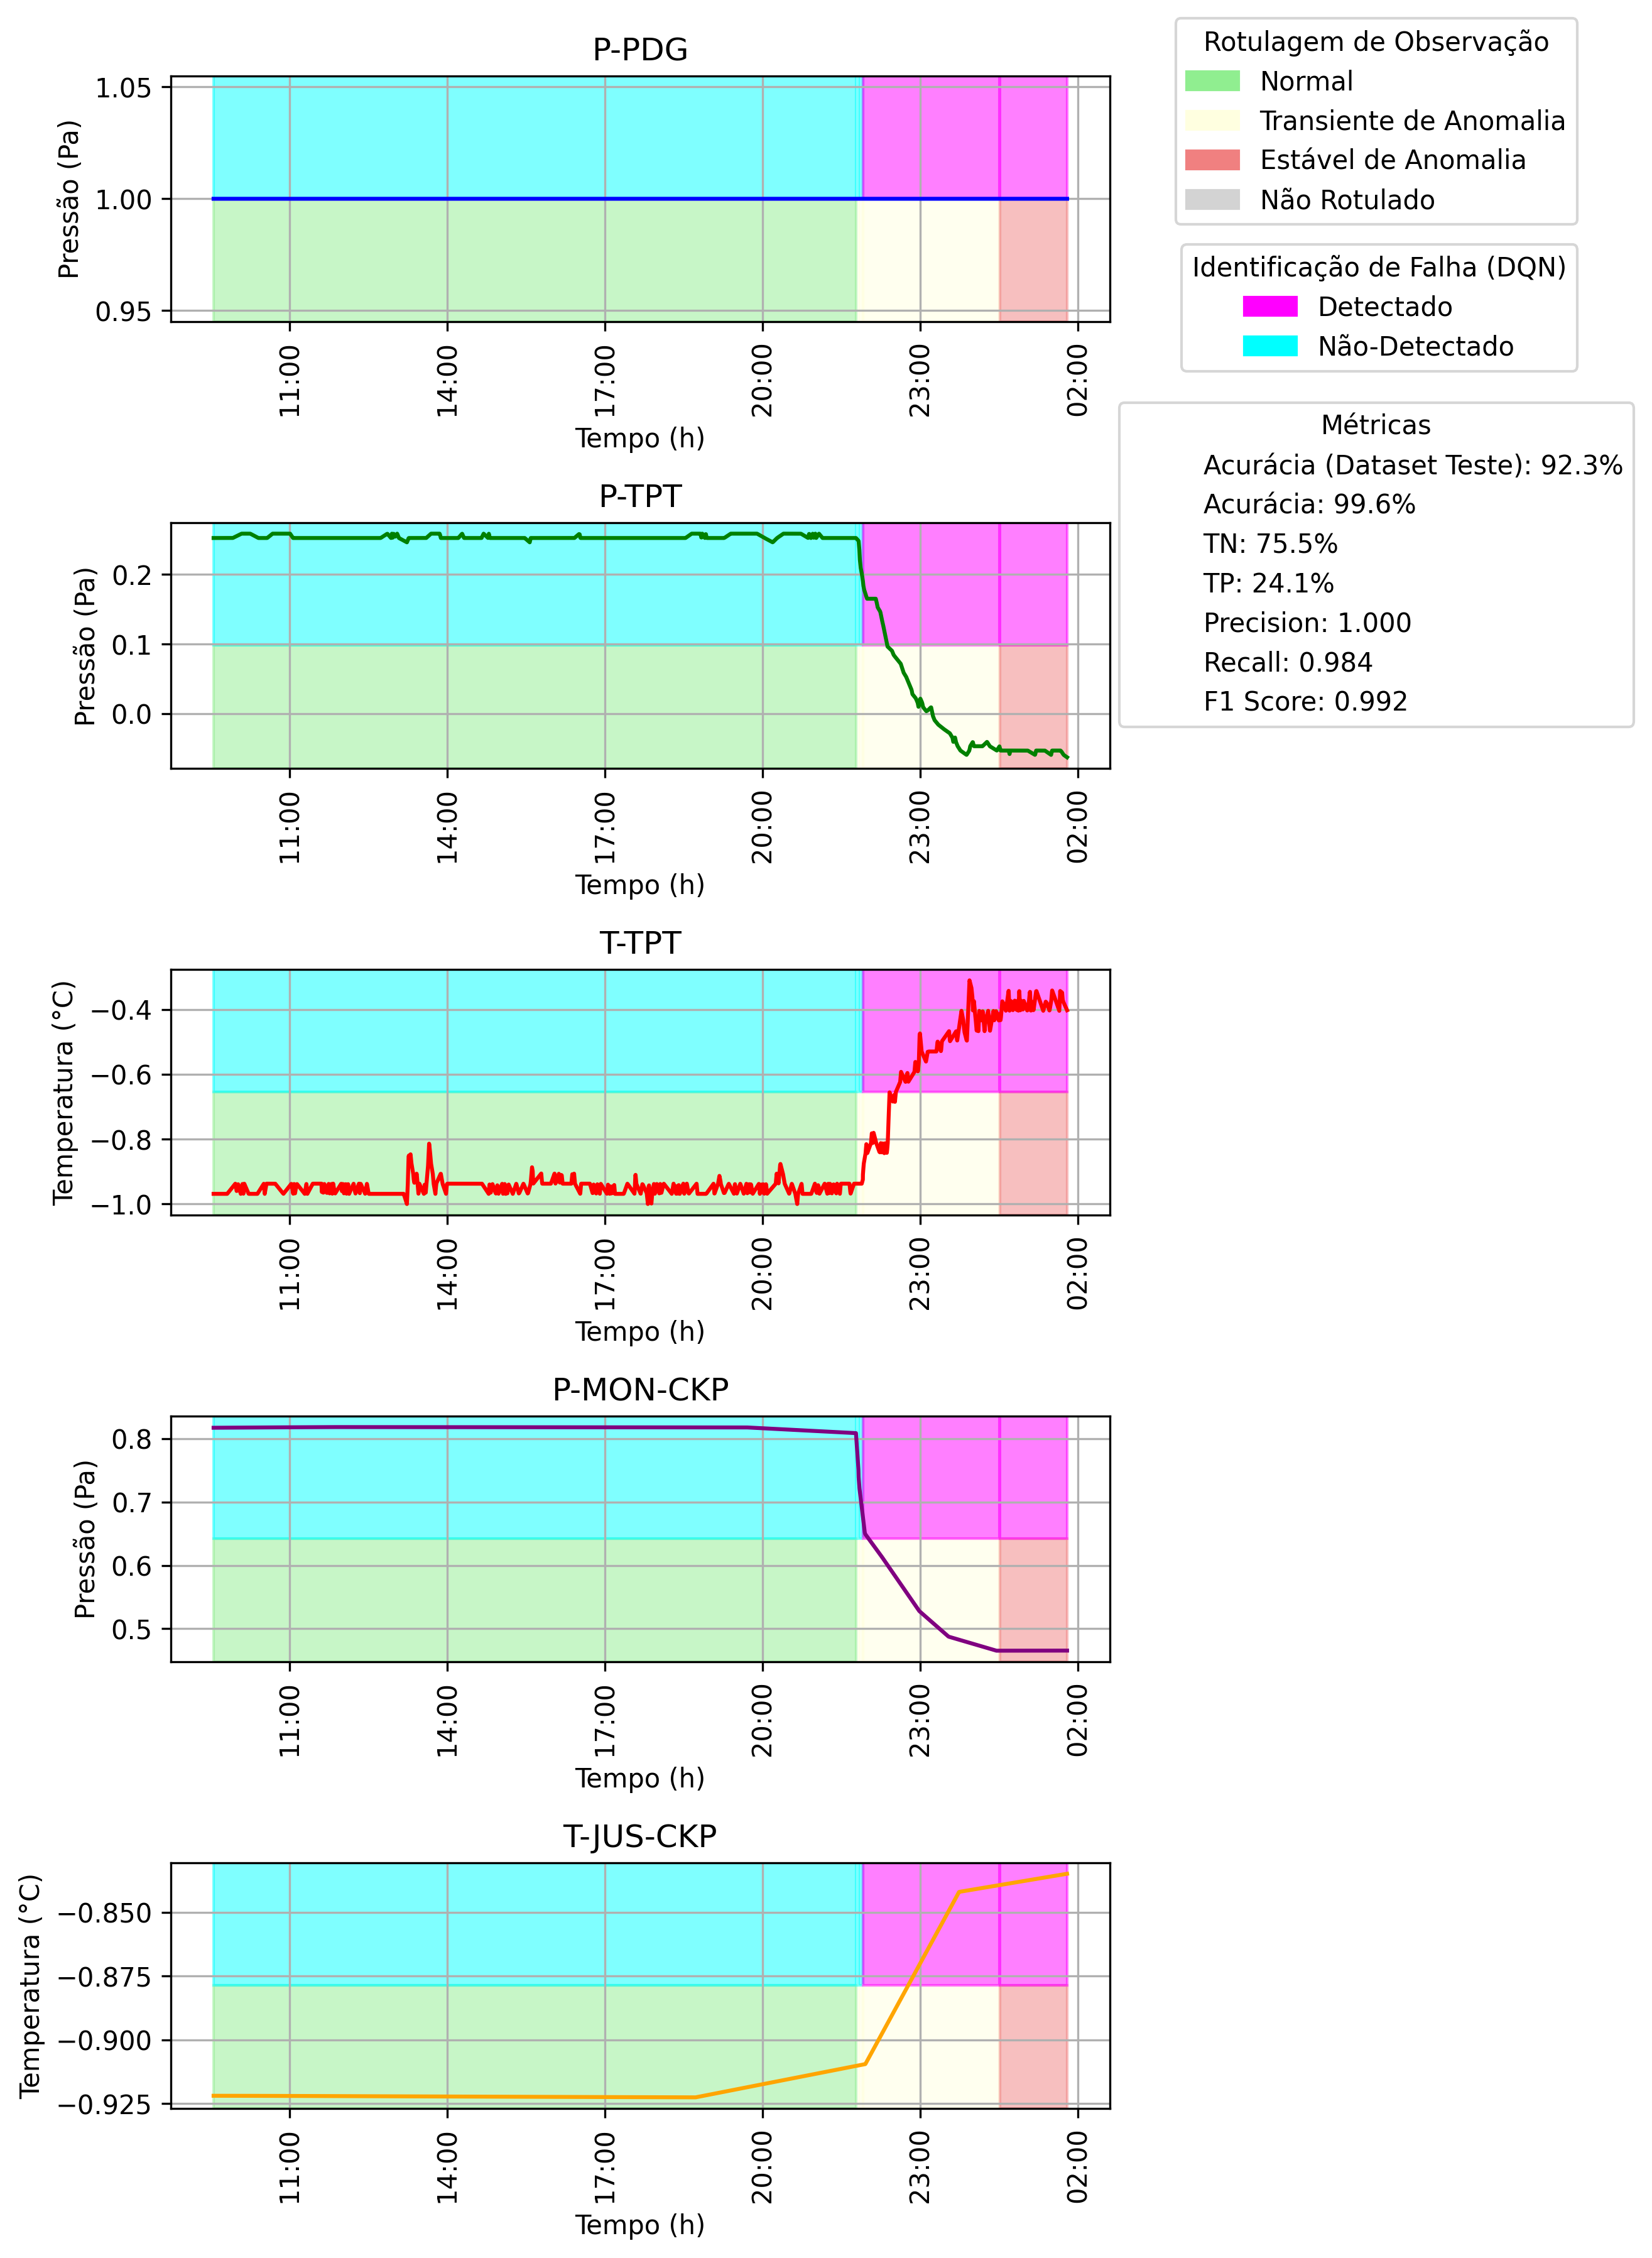 P-PDG
Pressão (Pa)
1.05
1.00
0.95
11:00
14:00
17:00
20:00
23:00
02:00
Tempo (h)
Rotulagem de Observação
Normal
Transiente de Anomalia
Estável de Anomalia
Não Rotulado
Identificação de Falha (DQN)
Detectado
Não-Detectado
Métricas
Acurácia (Dataset Teste): 92.3%
Acurácia: 99.6%
TN: 75.5%
TP: 24.1%
Precision: 1.000
Recall: 0.984
F1 Score: 0.992
P-TPT
Pressão (Pa)
0.2
0.1
0.0
11:00
14:00
17:00
20:00
23:00
02:00
Tempo (h)
T-TPT
Temperatura (°C)
−0.4
−0.6
−0.8
−1.0
11:00
14:00
17:00
20:00
23:00
02:00
Tempo (h)
P-MON-CKP
Pressão (Pa)
0.8
0.7
0.6
0.5
11:00
14:00
17:00
20:00
23:00
02:00
Tempo (h)
T-JUS-CKP
Temperatura (°C)
−0.850
−0.875
−0.900
−0.925
11:00
14:00
17:00
20:00
23:00
02:00
Tempo (h)